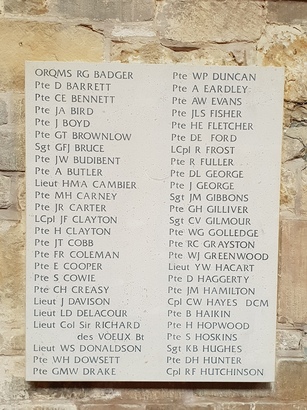 ORQMS RG BADGER
Pte D BARRETT
Pte CE BENNETT
Pte JA BIRD
Pte J BOYD
Pte GT BROWNLOW
Sgt GFJ BRUCE
Pte JW BUDIBENT
Pte A BUTLER
Lieut HMA CAMBIER
Pte MH CARNEY
Pte JR CARTER
LCpl JF CLAYTON
Pte H CLAYTON
Pte JT COBB
Pte FR COLEMAN
Pte E COOPER
Pte S COWIE
Pte CH CREASY
Lieut J DAVISON
Lieut LD DELACOUR
Lieut Col Sir RICHARD
des VOEUX Bt
Lieut WS DONALDSON
Pte WH DOWSETT
Pte GMW DRAKE
Pte WP DUNCAN
Pte A EARDLEY
Pte AW EVANS
Pte JLS FISHER
Pte HE FLETCHER
Pte DE FORD
LCpl R FROST
Pte R FULLER
Pte DL GEORGE
Pte J GEORGE
Sgt JM GIBBONS
Pte GH GILLIVER
Sgt CV GILMOUR
Pte WG GOLLEDGE
Pte RC GRAYSTON
Pte WJ GREENWOOD
Lieut YW HACART
Pte D HAGGERTY
Pte JM HAMILTON
Cpl CW HAYES DCM
Pte B HAIKIN
Pte H HOPWOOD
Pte S HOSKINS
Sgt KB HUGHES
Pte DH HUNTER
Cpl RF HUTCHINSON